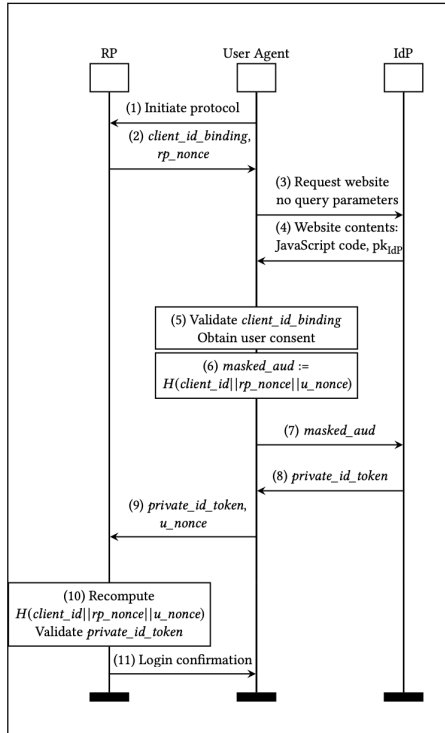 RP User Agent IdP
(1) Initiate protocol
(2) client_id_binding,
rp_nonce
(3) Request website
no query parameters
(4) Website contents:
JavaScript code, pk_IdP
(5) Validate client_id_binding
Obtain user consent
(6) masked_aud :=
H(client_id||rp_nonce||u_nonce)
(7) masked_aud
(8) private_id_token
(9) private_id_token,
u_nonce
(10) Recompute
H(client_id||rp_nonce||u_nonce)
Validate private_id_token
(11) Login confirmation